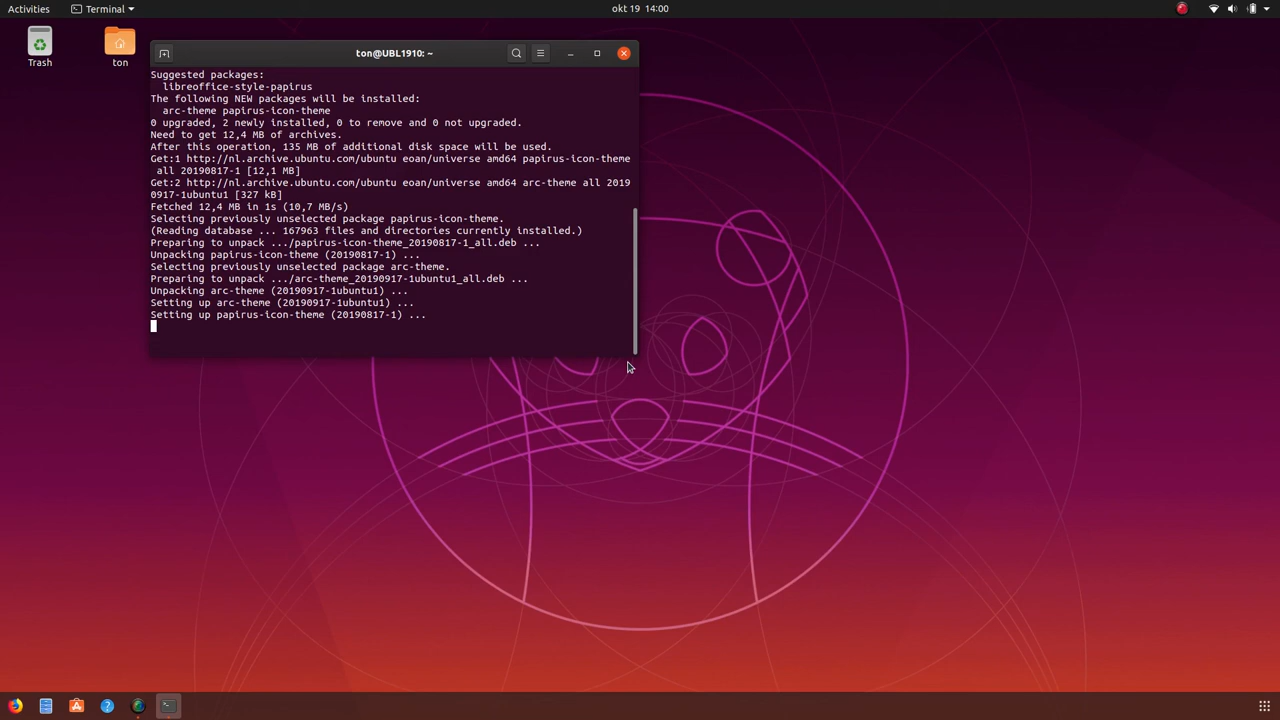 Activities
Terminal
okt 19 14:00
Trash
ton
ton@UBL1910: ~
Suggested packages:
libreoffice-style-papirus
The following NEW packages will be installed:
arc-theme papirus-icon-theme
0 upgraded, 2 newly installed, 0 to remove and 0 not upgraded.
Need to get 12,4 MB of archives.
After this operation, 135 MB of additional disk space will be used.
Get:1 http://nl.archive.ubuntu.com/ubuntu eoan/universe amd64 papirus-icon-theme
all 20190817-1 [12,1 MB]
Get:2 http://nl.archive.ubuntu.com/ubuntu eoan/universe amd64 arc-theme all 2019
0917-1ubuntu1 [327 kB]
Fetched 12,4 MB in 1s (10,7 MB/s)
Selecting previously unselected package papirus-icon-theme.
(Reading database ... 167963 files and directories currently installed.)
Preparing to unpack .../papirus-icon-theme_20190817-1_all.deb ...
Unpacking papirus-icon-theme (20190817-1) ...
Selecting previously unselected package arc-theme.
Preparing to unpack .../arc-theme_20190917-1ubuntu1_all.deb ...
Unpacking arc-theme (20190917-1ubuntu1) ...
Setting up arc-theme (20190917-1ubuntu1) ...
Setting up papirus-icon-theme (20190817-1) ...